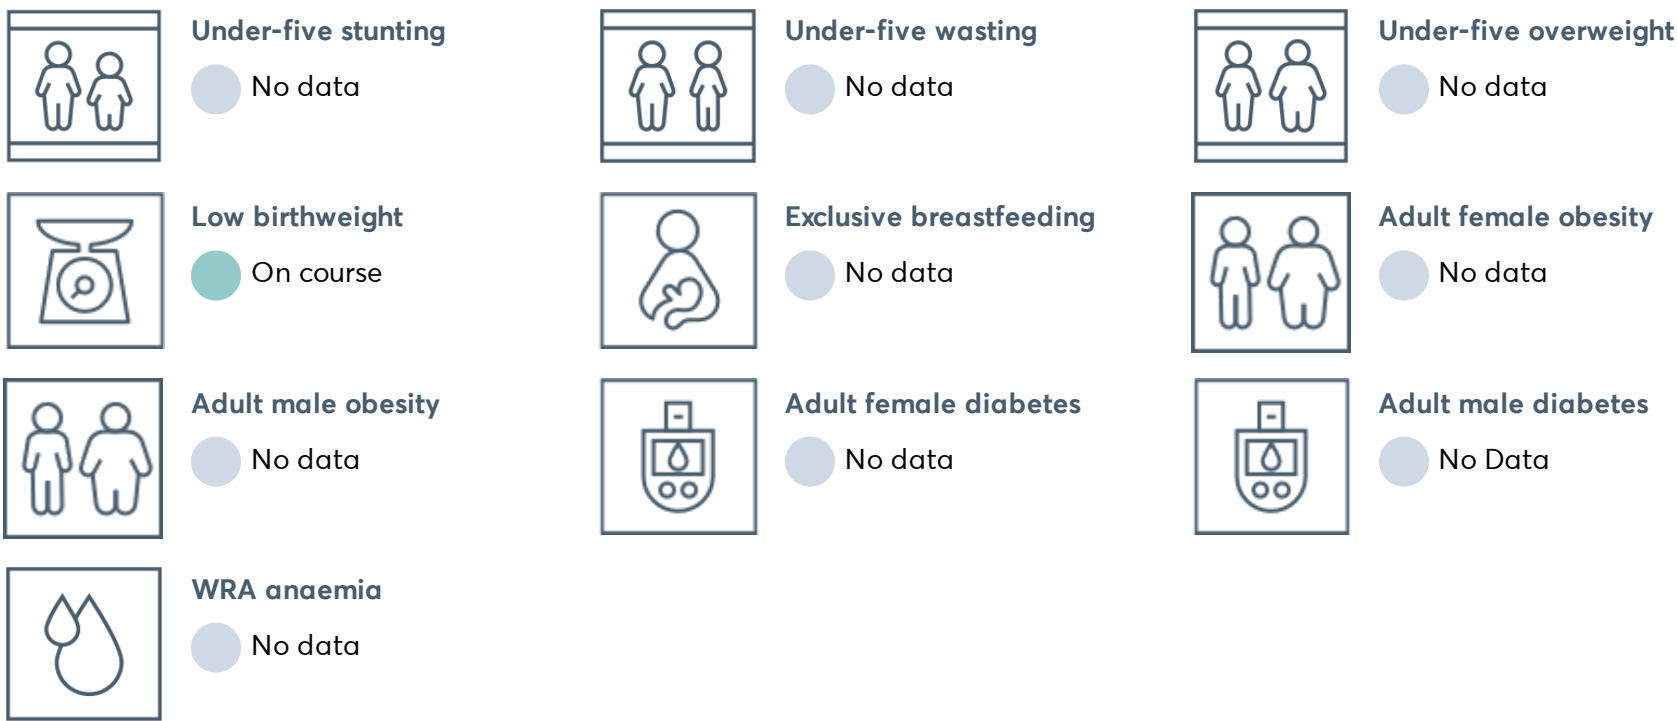 Under-five stunting
No data
Under-five wasting
No data
Under-five overweight
No data
Low birthweight
On course
Exclusive breastfeeding
No data
Adult female obesity
No data
Adult male obesity
No data
Adult female diabetes
No data
Adult male diabetes
No Data
WRA anaemia
No data